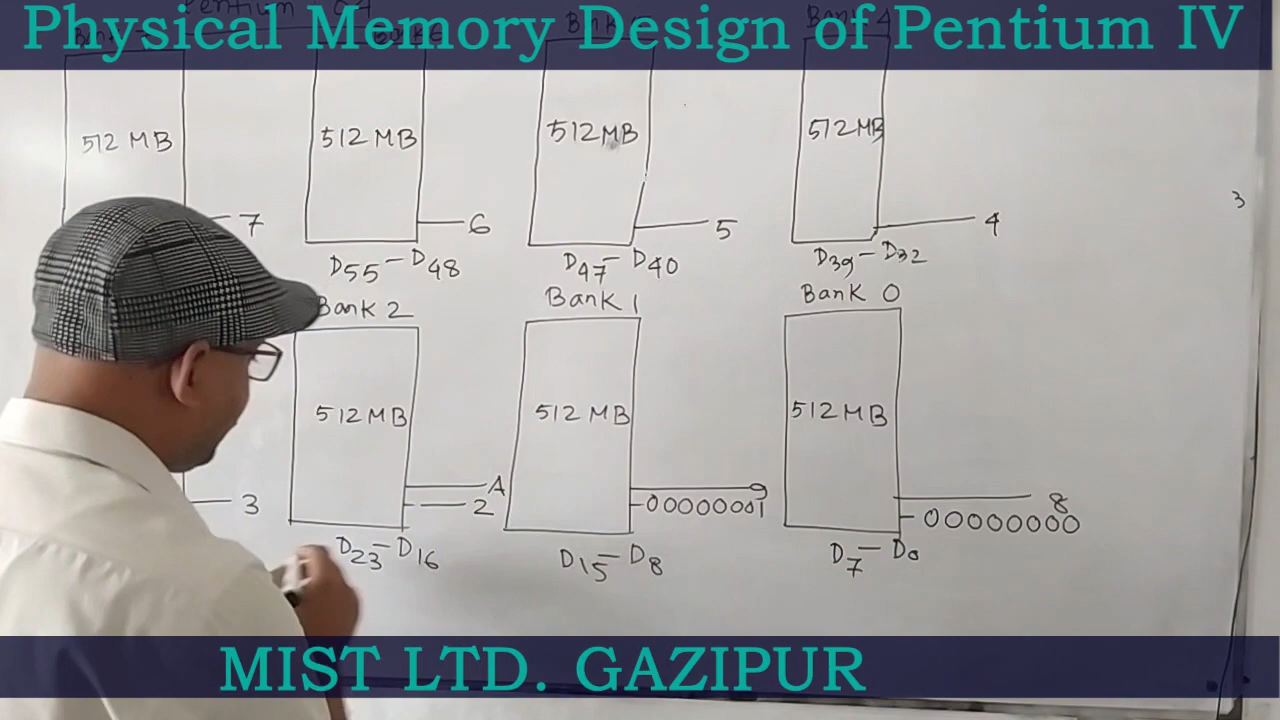 Physical Memory Design of Pentium IV
512 MB 512 MB 512 MB 512 MB
7 6 5 4
3
D55 - D48 D47 - D40 D39 - D32
Bank 2 Bank 1 Bank 0
512 MB 512 MB 512 MB
A 9 8
3 2 00000001 00000000
D23 - D16 D15 - D8 D7 - D0
MIST LTD. GAZIPUR